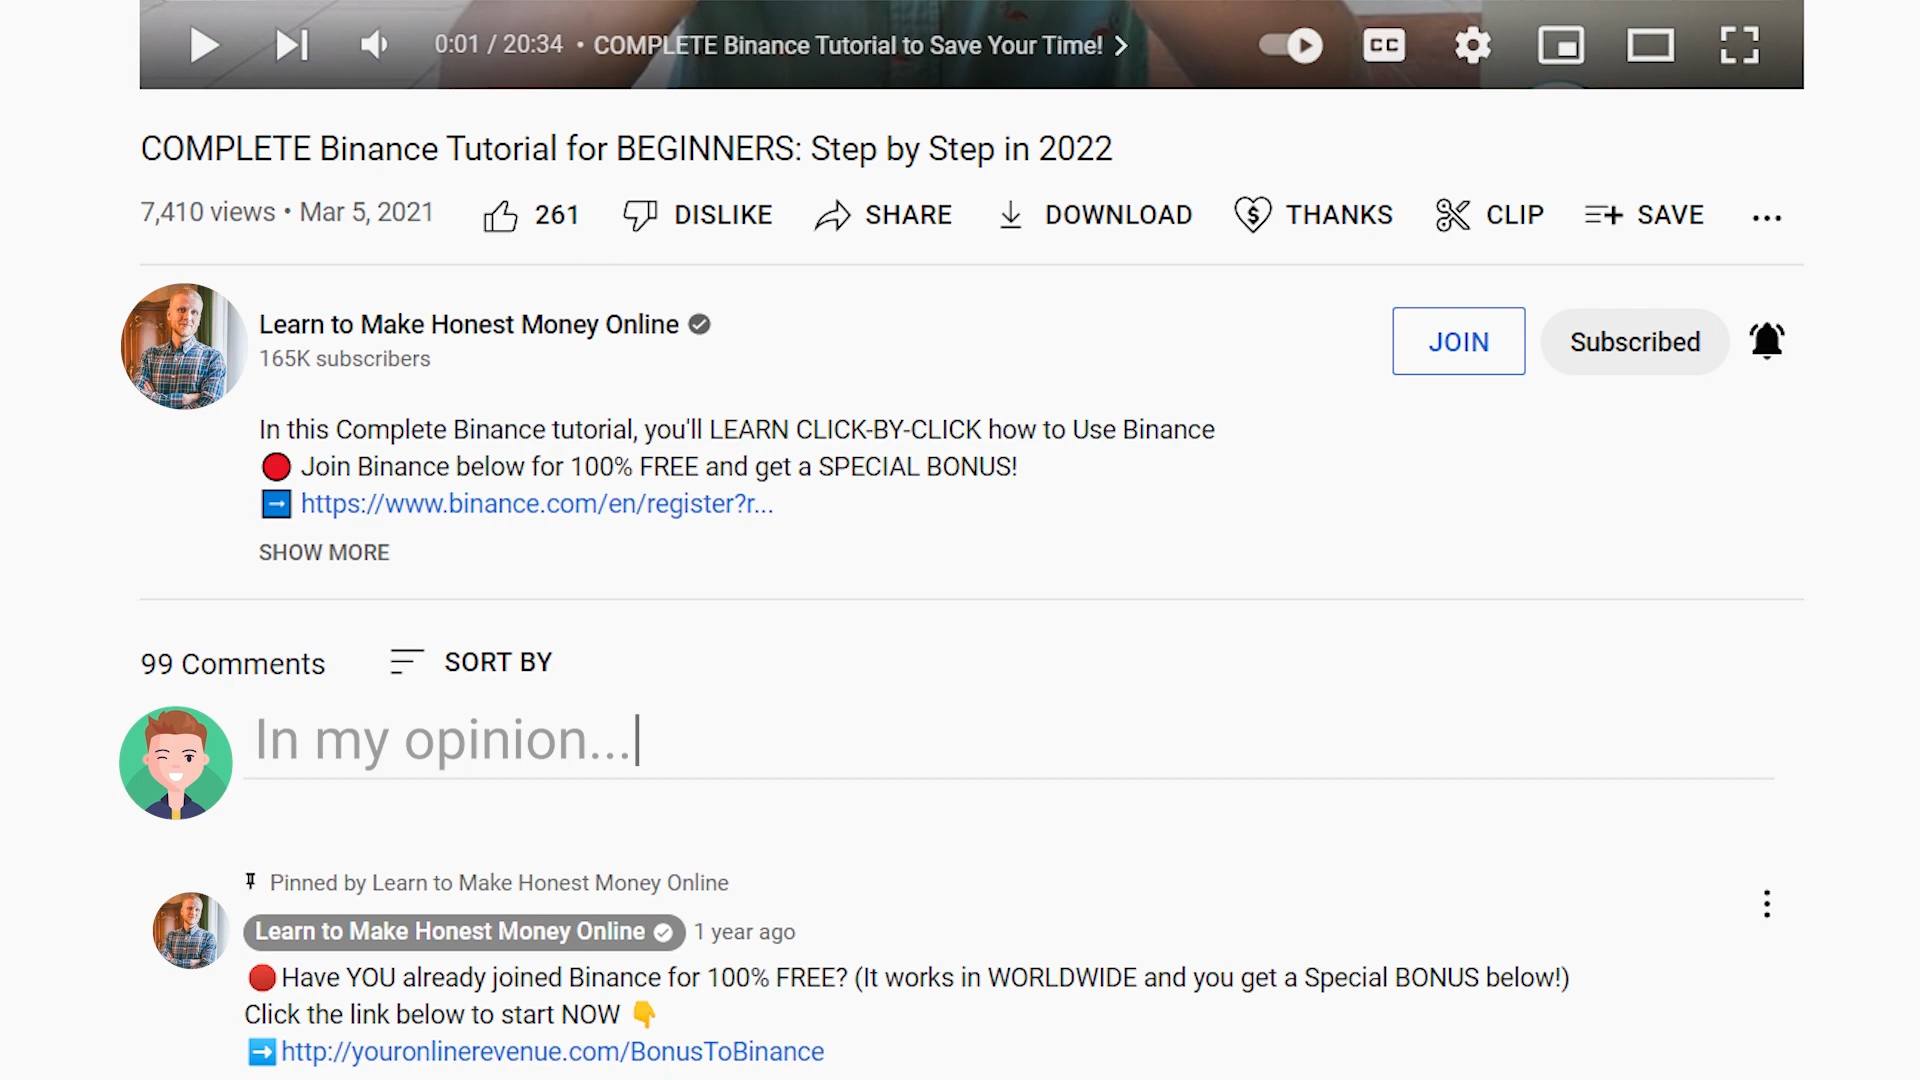 0:01 / 20:34 • COMPLETE Binance Tutorial to Save Your Time!
CC
COMPLETE Binance Tutorial for BEGINNERS: Step by Step in 2022
7,410 views • Mar 5, 2021 261 DISLIKE SHARE DOWNLOAD THANKS CLIP SAVE
Learn to Make Honest Money Online
165K subscribers
JOIN Subscribed
In this Complete Binance tutorial, you'll LEARN CLICK-BY-CLICK how to Use Binance
🔴 Join Binance below for 100% FREE and get a SPECIAL BONUS!
➡ https://www.binance.com/en/register?r...
SHOW MORE
99 Comments SORT BY
In my opinion...
Pinned by Learn to Make Honest Money Online
Learn to Make Honest Money Online 1 year ago
🔴Have YOU already joined Binance for 100% FREE? (It works in WORLDWIDE and you get a Special BONUS below!)
Click the link below to start NOW 👇
➡http://youronlinerevenue.com/BonusToBinance